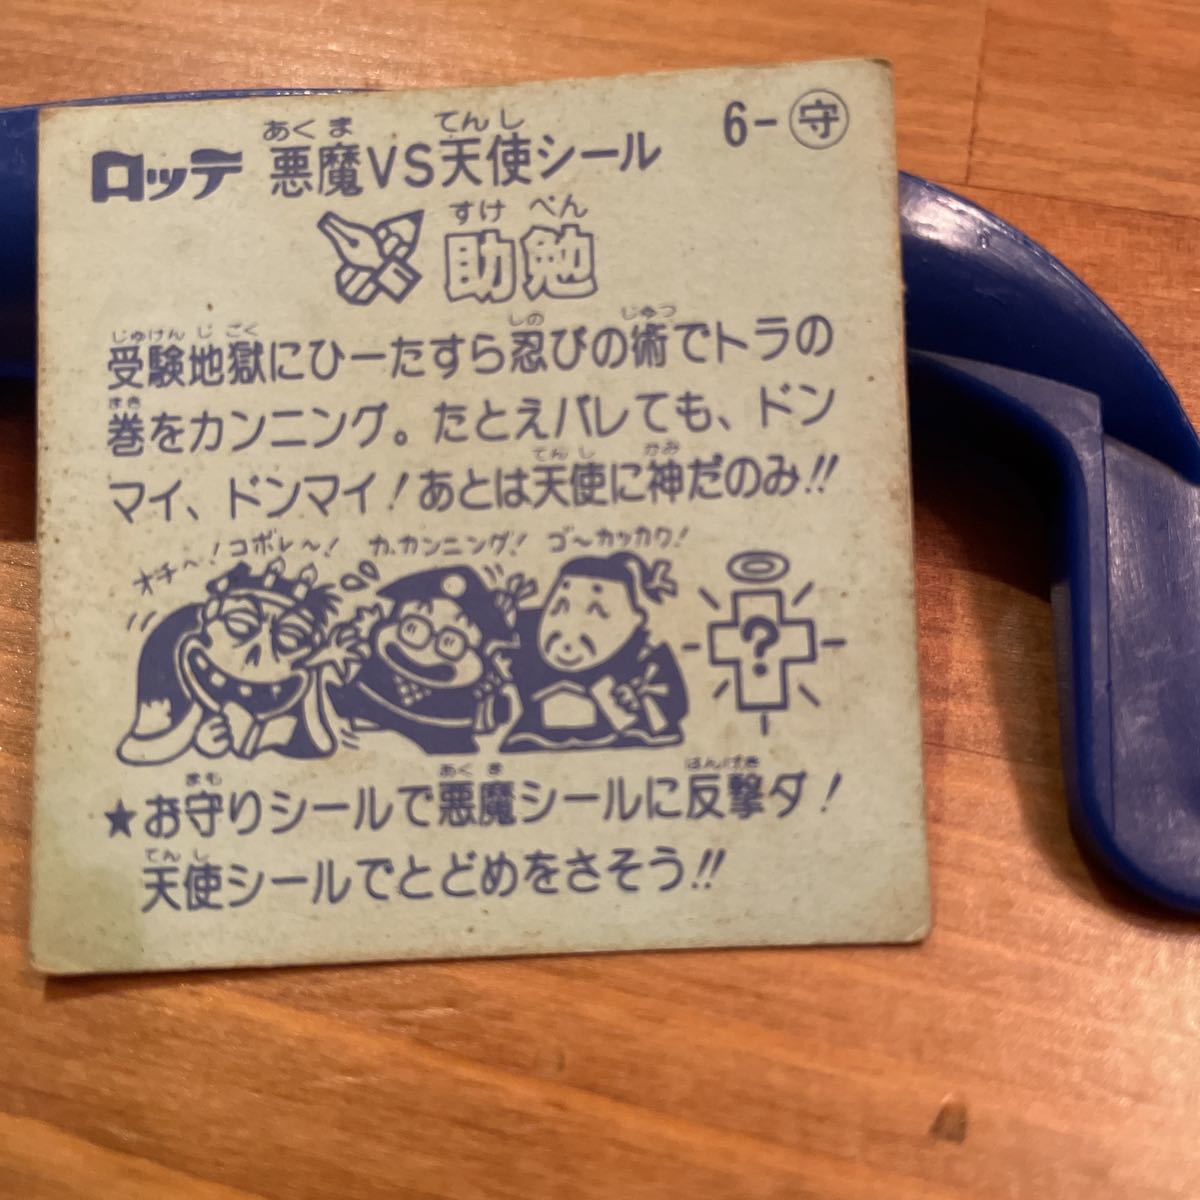 あくま てんし
ロッテ 悪魔VS天使シール 6-守
すけ べん
助勉
じゅけん じ ごく しの じゅつ
受験地獄にひーたすら忍びの術でトラの
まき
巻をカンニング。たとえバレても、ドン
てんし かみ
マイ、ドンマイ！あとは天使に神だのみ!!
オチ〜！コボレ〜！ カ、カンニング！ ゴ〜カッカク！
?
まも あく ま はんげき
★お守りシールで悪魔シールに反撃ダ！
てんし
天使シールでとどめをさそう!!